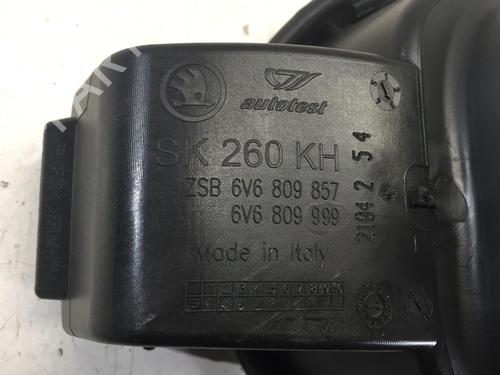 autotest
SK 260 KH
ZSB 6V6 809 857
6V6 809 999
Made in Italy
2104 2 54